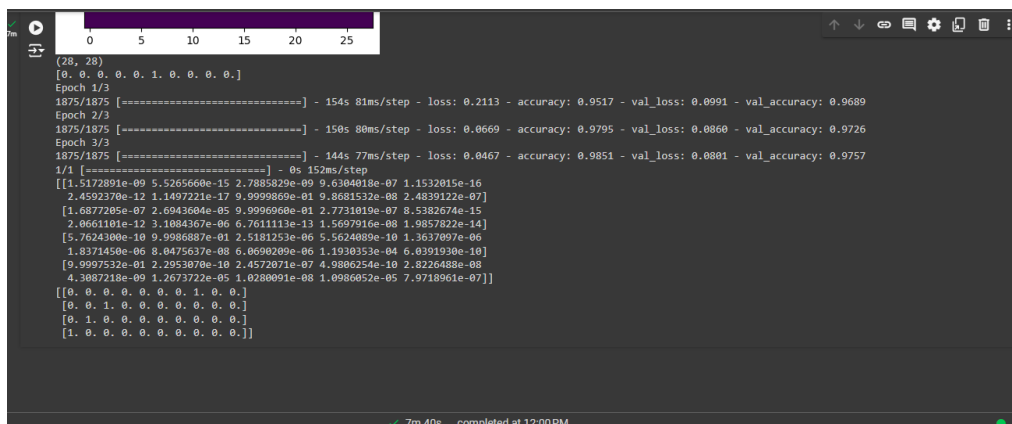 7m
0 5 10 15 20 25
(28, 28)
[0. 0. 0. 0. 0. 1. 0. 0. 0. 0.]
Epoch 1/3
1875/1875 [==============================] - 154s 81ms/step - loss: 0.2113 - accuracy: 0.9517 - val_loss: 0.0991 - val_accuracy: 0.9689
Epoch 2/3
1875/1875 [==============================] - 150s 80ms/step - loss: 0.0669 - accuracy: 0.9795 - val_loss: 0.0860 - val_accuracy: 0.9726
Epoch 3/3
1875/1875 [==============================] - 144s 77ms/step - loss: 0.0467 - accuracy: 0.9851 - val_loss: 0.0801 - val_accuracy: 0.9757
1/1 [==============================] - 0s 152ms/step
[[1.5172891e-09 5.5265660e-15 2.7885829e-09 9.6304018e-07 1.1532015e-16
2.4592370e-12 1.1497221e-17 9.9999869e-01 9.8681532e-08 2.4839122e-07]
[1.6877205e-07 2.6943604e-05 9.9996960e-01 2.7731019e-07 8.5382674e-15
2.0661101e-12 3.1084367e-06 6.7611113e-13 1.5697916e-08 1.9857822e-14]
[5.7624300e-10 9.9986887e-01 2.5181253e-06 5.5624089e-10 1.3637097e-06
1.8371450e-06 8.0475637e-08 6.0690209e-06 1.1930353e-04 6.0391930e-10]
[9.9997532e-01 2.2953070e-10 2.4572071e-07 4.9806254e-10 2.8226488e-08
4.3087218e-09 1.2673722e-05 1.0280091e-08 1.0986052e-05 7.9718961e-07]]
[[0. 0. 0. 0. 0. 0. 0. 1. 0. 0.]
[0. 0. 1. 0. 0. 0. 0. 0. 0. 0.]
[0. 1. 0. 0. 0. 0. 0. 0. 0. 0.]
[1. 0. 0. 0. 0. 0. 0. 0. 0. 0.]]
7m 40s completed at 12:00 PM